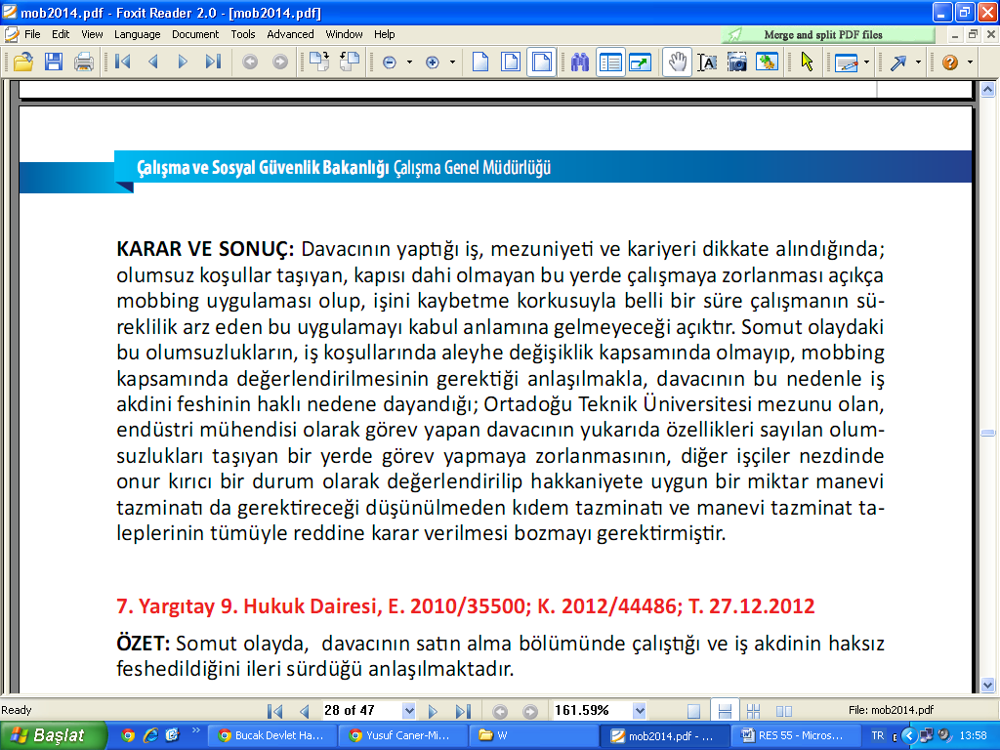 mob2014.pdf - Foxit Reader 2.0 - [mob2014.pdf]
File Edit View Language Document Tools Advanced Window Help
Merge and split PDF files
Çalışma ve Sosyal Güvenlik Bakanlığı Çalışma Genel Müdürlüğü
KARAR VE SONUÇ: Davacının yaptığı iş, mezuniyeti ve kariyeri dikkate alındığında;
olumsuz koşullar taşıyan, kapısı dahi olmayan bu yerde çalışmaya zorlanması açıkça
mobbing uygulaması olup, işini kaybetme korkusuyla belli bir süre çalışmanın sü-
reklilik arz eden bu uygulamayı kabul anlamına gelmeyeceği açıktır. Somut olaydaki
bu olumsuzlukların, iş koşullarında aleyhe değişiklik kapsamında olmayıp, mobbing
kapsamında değerlendirilmesinin gerektiği anlaşılmakla, davacının bu nedenle iş
akdini feshinin haklı nedene dayandığı; Ortadoğu Teknik Üniversitesi mezunu olan,
endüstri mühendisi olarak görev yapan davacının yukarıda özellikleri sayılan olum-
suzlukları taşıyan bir yerde görev yapmaya zorlanmasının, diğer işçiler nezdinde
onur kırıcı bir durum olarak değerlendirilip hakkaniyete uygun bir miktar manevi
tazminatı da gerektireceği düşünülmeden kıdem tazminatı ve manevi tazminat ta-
leplerinin tümüyle reddine karar verilmesi bozmayı gerektirmiştir.
7. Yargıtay 9. Hukuk Dairesi, E. 2010/35500; K. 2012/44486; T. 27.12.2012
ÖZET: Somut olayda, davacının satın alma bölümünde çalıştığı ve iş akdinin haksız
feshedildiğini ileri sürdüğü anlaşılmaktadır.
Ready 28 of 47 161.59% File: mob2014.pdf
Başlat Bucak Devlet Ha... Yusuf Caner-Mi... W mob2014.pdf - ... RES 55 - Micros... TR 13:58